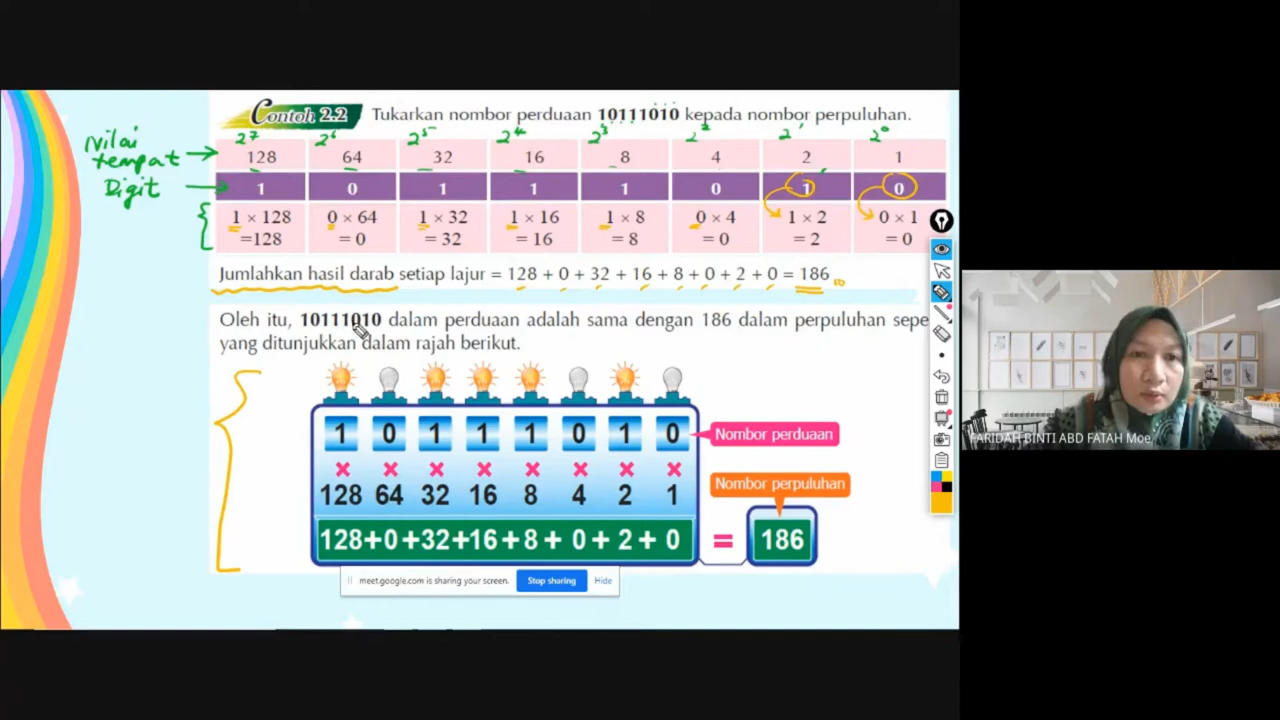 Contoh 2.2 Tukarkan nombor perduaan 10111010 kepada nombor perpuluhan.
2⁷ 2⁶ 2⁵ 2⁴ 2³ 2² 2¹ 2⁰
Nilai
tempat → 128 64 32 16 8 4 2 1
Digit → 1 0 1 1 1 0 1 0
1 × 128 0 × 64 1 × 32 1 × 16 1 × 8 0 × 4 1 × 2 0 × 1
=128 = 0 = 32 = 16 = 8 = 0 = 2 = 0
Jumlahkan hasil darab setiap lajur = 128 + 0 + 32 + 16 + 8 + 0 + 2 + 0 = 186₁₀
Oleh itu, 10111010 dalam perduaan adalah sama dengan 186 dalam perpuluhan sepe
yang ditunjukkan dalam rajah berikut.
1 0 1 1 1 0 1 0 Nombor perduaan
× × × × × × × ×
128 64 32 16 8 4 2 1 Nombor perpuluhan
128+0+32+16+8+0+2+0 = 186
meet.google.com is sharing your screen. Stop sharing Hide
FARIDAH BINTI ABD FATAH Moe